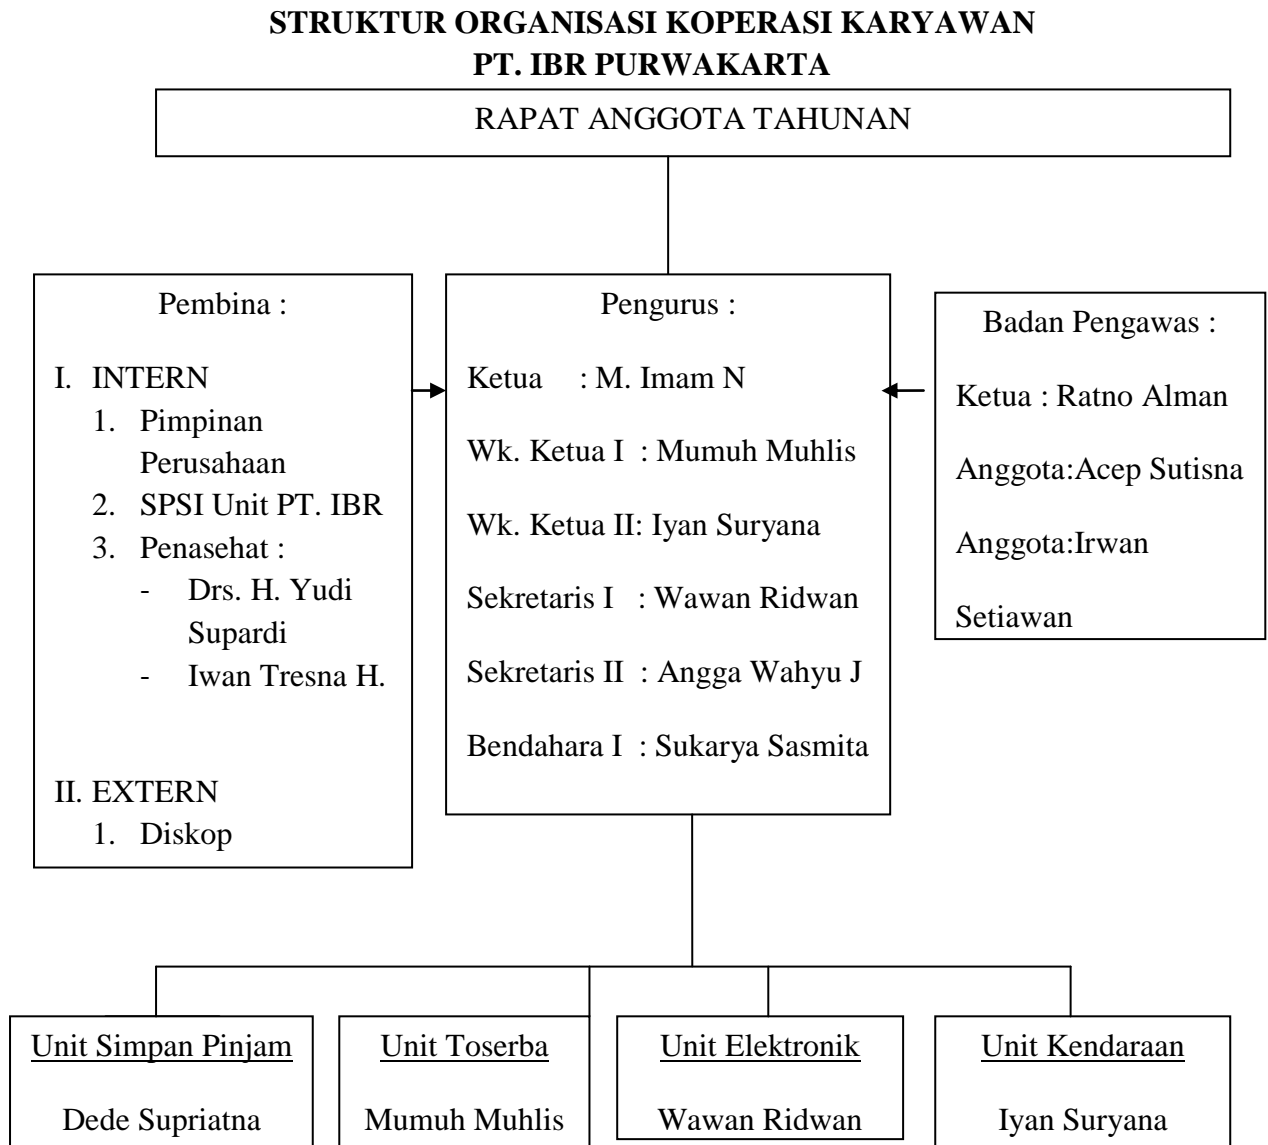 STRUKTUR ORGANISASI KOPERASI KARYAWAN
PT. IBR PURWAKARTA
RAPAT ANGGOTA TAHUNAN
Pembina :
I. INTERN
1. Pimpinan
Perusahaan
2. SPSI Unit PT. IBR
3. Penasehat :
- Drs. H. Yudi
Supardi
- Iwan Tresna H.
II. EXTERN
1. Diskop
Pengurus :
Ketua : M. Imam N
Wk. Ketua I : Mumuh Muhlis
Wk. Ketua II: Iyan Suryana
Sekretaris I : Wawan Ridwan
Sekretaris II : Angga Wahyu J
Bendahara I : Sukarya Sasmita
Badan Pengawas :
Ketua : Ratno Alman
Anggota:Acep Sutisna
Anggota:Irwan
Setiawan
Unit Simpan Pinjam
Dede Supriatna
Unit Toserba
Mumuh Muhlis
Unit Elektronik
Wawan Ridwan
Unit Kendaraan
Iyan Suryana